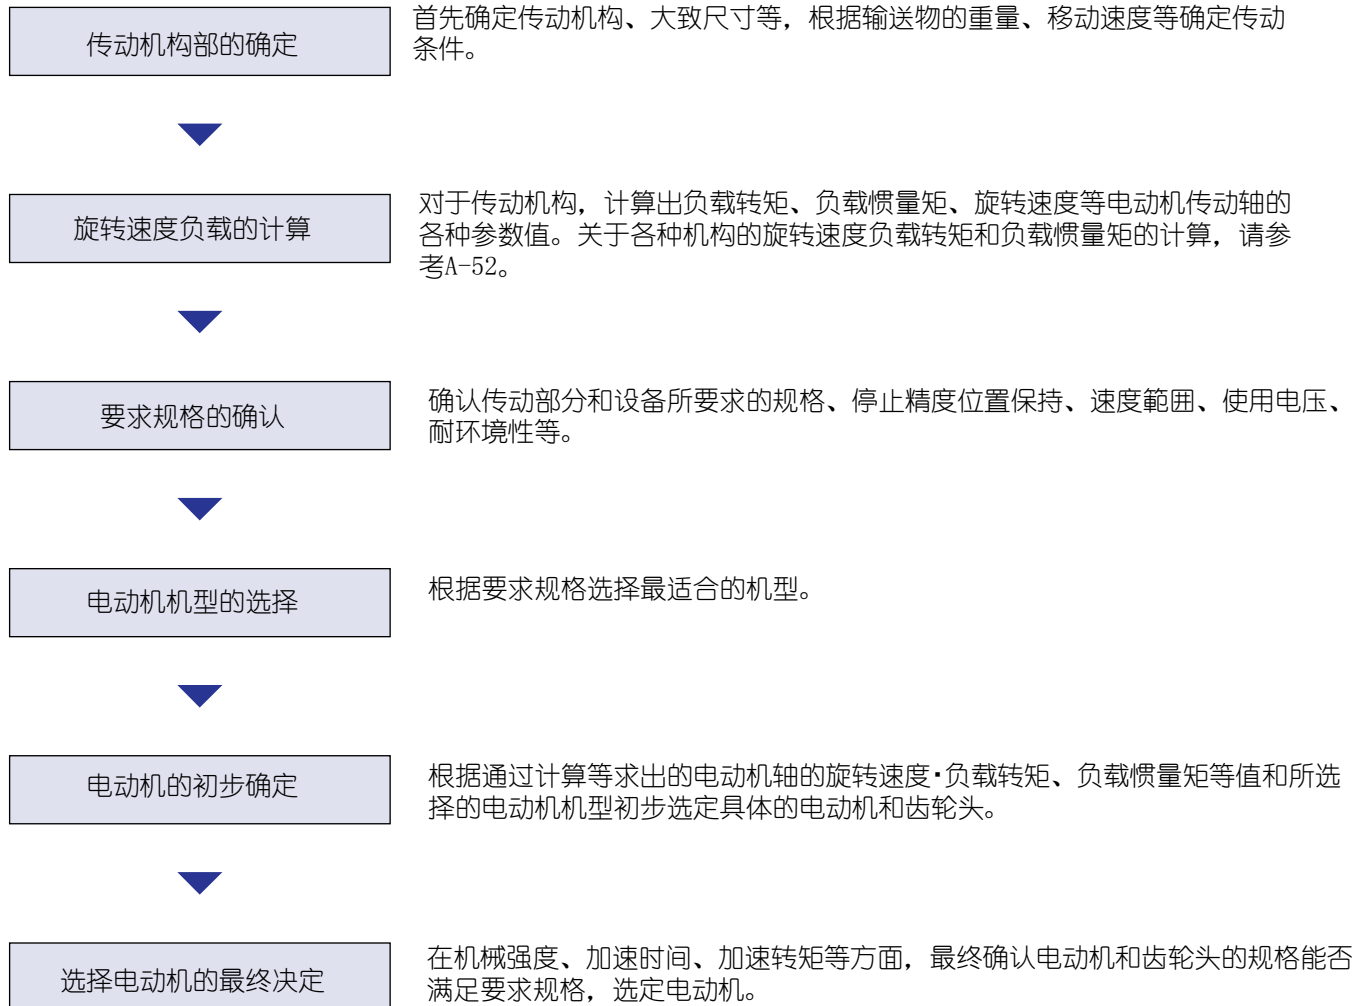 传动机构部的确定
首先确定传动机构、大致尺寸等，根据输送物的重量、移动速度等确定传动
条件。
旋转速度负载的计算
对于传动机构，计算出负载转矩、负载惯量矩、旋转速度等电动机传动轴的
各种参数值。关于各种机构的旋转速度负载转矩和负载惯量矩的计算，请参
考A-52。
要求规格的确认
确认传动部分和设备所要求的规格、停止精度位置保持、速度範囲、使用电压、
耐环境性等。
电动机机型的选择
根据要求规格选择最适合的机型。
电动机的初步确定
根据通过计算等求出的电动机轴的旋转速度·负载转矩、负载惯量矩等值和所选
择的电动机机型初步选定具体的电动机和齿轮头。
选择电动机的最终决定
在机械强度、加速时间、加速转矩等方面，最终确认电动机和齿轮头的规格能否
满足要求规格，选定电动机。